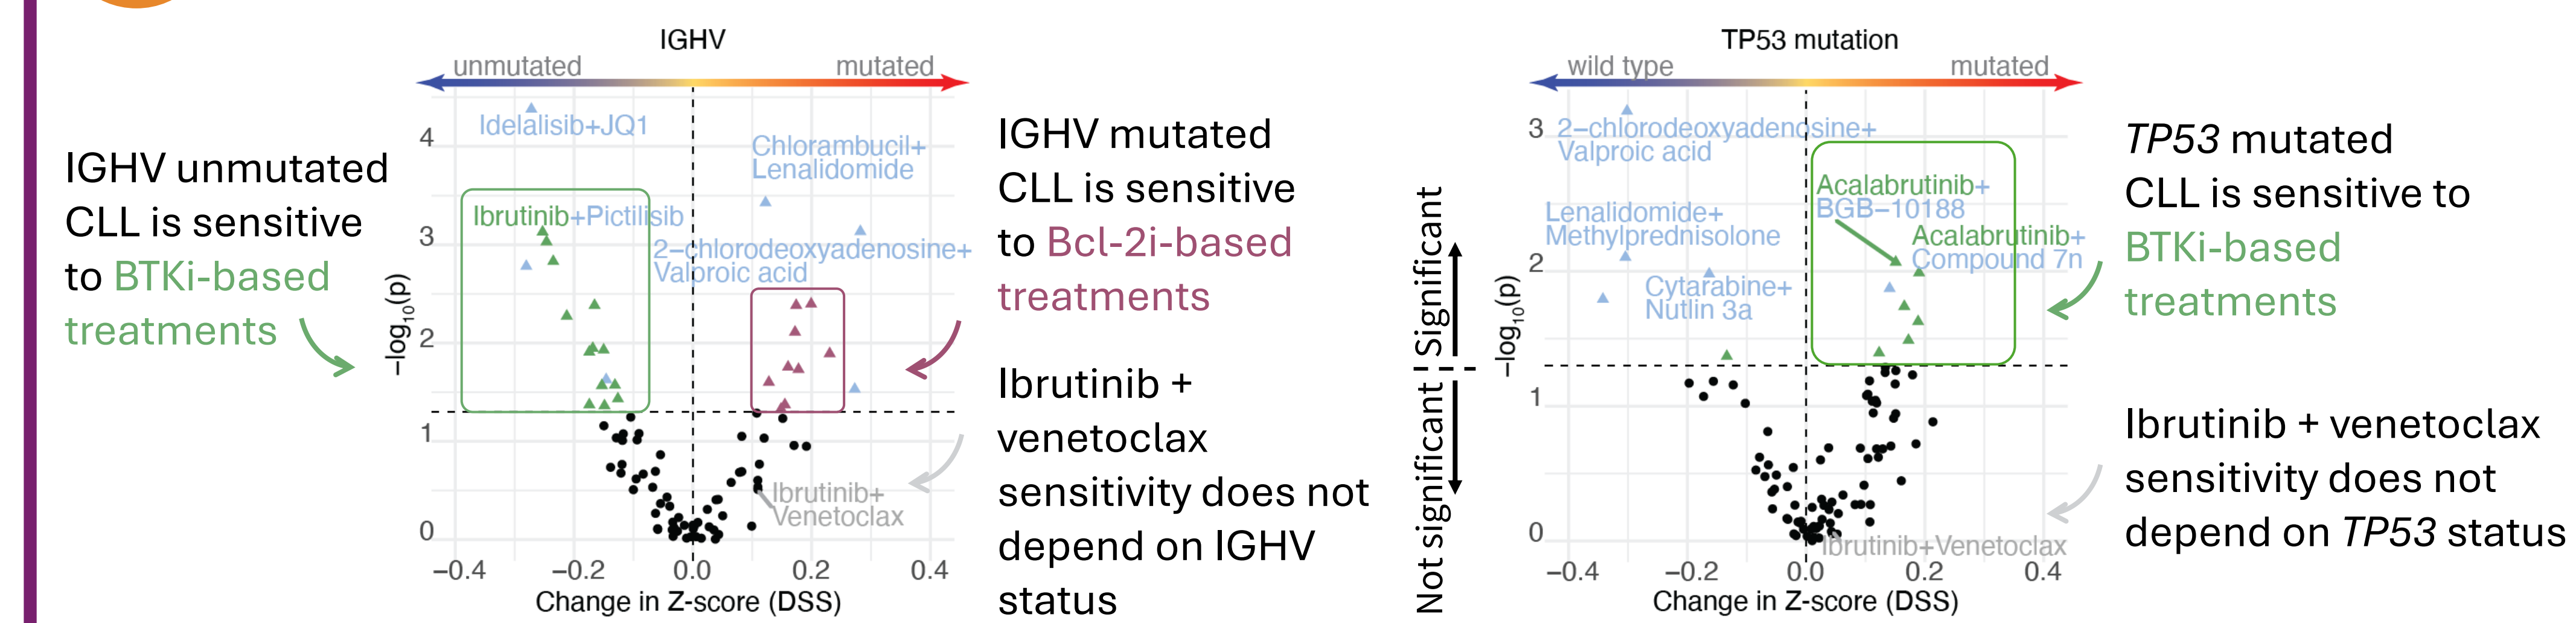 IGHV unmutated
CLL is sensitive
to BTKi-based
treatments
IGHV
unmutated
mutated
Idelalisib+JQ1
Chlorambucil+
Lenalidomide
Ibrutinib+Pictilisib
2-chlorodeoxyadenosine+
Valproic acid
Ibrutinib+
Venetoclax
−log10(p)
4
3
2
1
0
−0.4
−0.2
0.0
0.2
0.4
Change in Z-score (DSS)
IGHV mutated
CLL is sensitive
to Bcl-2i-based
treatments
Ibrutinib +
venetoclax
sensitivity does not
depend on IGHV
status
Significant
Not significant
TP53 mutation
wild type
mutated
2-chlorodeoxyadenosine+
Valproic acid
Acalabrutinib+
BGB-10188
Lenalidomide+
Methylprednisolone
Acalabrutinib+
Compound 7n
Cytarabine+
Nutlin 3a
Ibrutinib+Venetoclax
−log10(p)
3
2
1
0
−0.4
−0.2
0.0
0.2
0.4
Change in Z-score (DSS)
TP53 mutated
CLL is sensitive to
BTKi-based
treatments
Ibrutinib + venetoclax
sensitivity does not
depend on TP53 status